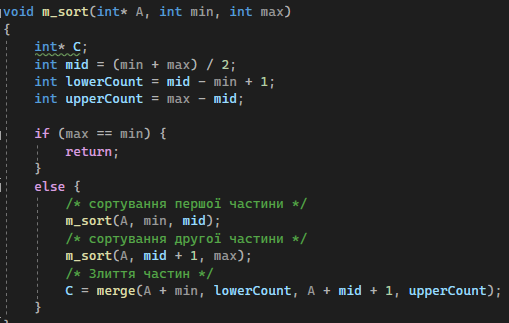 void m_sort(int* A, int min, int max)
{
    int* C;
    int mid = (min + max) / 2;
    int lowerCount = mid - min + 1;
    int upperCount = max - mid;

    if (max == min) {
        return;
    }
    else {
        /* сортування першої частини */
        m_sort(A, min, mid);
        /* сортування другої частини */
        m_sort(A, mid + 1, max);
        /* Злиття частин */
        C = merge(A + min, lowerCount, A + mid + 1, upperCount);
    }
}